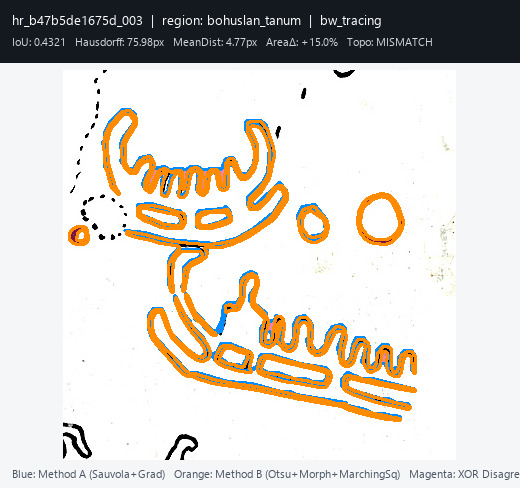 hr_b47b5de1675d_003 | region: bohuslan_tanum | bw_tracing
IoU: 0.4321 Hausdorff: 75.98px MeanDist: 4.77px AreaΔ: +15.0% Topo: MISMATCH
Blue: Method A (Sauvola+Grad) Orange: Method B (Otsu+Morph+MarchingSq) Magenta: XOR Disagre